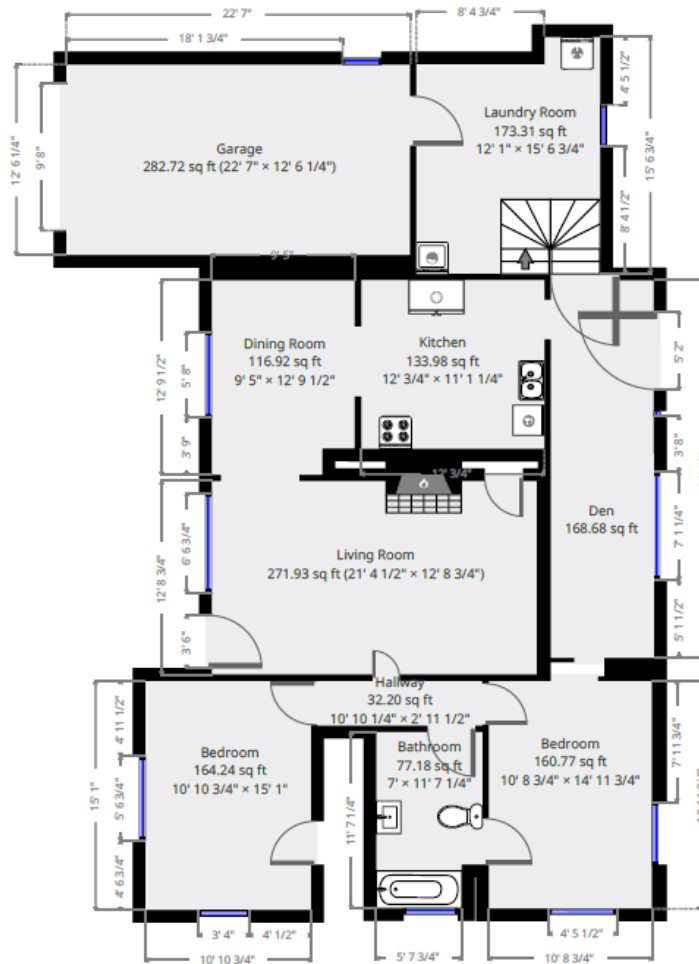 22' 7"
8' 4 3/4"
18' 1 3/4"
4' 5 1/2"
12' 6 1/4"
9' 8"
Garage
282.72 sq ft (22' 7" × 12' 6 1/4")
Laundry Room
173.31 sq ft
12' 1" × 15' 6 3/4"
15' 6 3/4"
8' 4 1/2"
9' 5"
Dining Room
116.92 sq ft
9' 5" × 12' 9 1/2"
Kitchen
133.98 sq ft
12' 3/4" × 11' 1 1/4"
12' 9 1/2"
5' 8"
3' 9"
5' 2"
3' 8"
12' 3/4"
Den
168.68 sq ft
7' 1 1/4"
5' 1 1/2"
Living Room
271.93 sq ft (21' 4 1/2" × 12' 8 3/4")
12' 8 3/4"
6' 6 3/4"
3' 6"
Hallway
32.20 sq ft
10' 10 1/4" × 2' 11 1/2"
Bedroom
164.24 sq ft
10' 10 3/4" × 15' 1"
Bathroom
77.18 sq ft
7' × 11' 7 1/4"
Bedroom
160.77 sq ft
10' 8 3/4" × 14' 11 3/4"
4' 11 1/2"
15' 1"
5' 6 3/4"
4' 6 3/4"
11' 7 1/4"
7' 11 3/4"
3' 4"
4' 1/2"
10' 10 3/4"
5' 7 3/4"
4' 5 1/2"
10' 8 3/4"